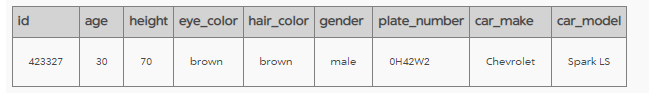 id age height eye_color hair_color gender plate_number car_make car_model
423327 30 70 brown brown male 0H42W2 Chevrolet Spark LS